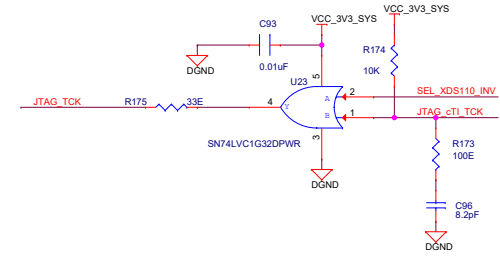 C93
VCC_3V3_SYS
VCC_3V3_SYS
DGND
0.01uF
R174
10K
U23
5
JTAG_TCK
R175
33E
4
Y
A
B
2
1
SEL_XDS110_INV
JTAG_cTI_TCK
3
SN74LVC1G32DPWR
R173
100E
DGND
C96
8.2pF
DGND